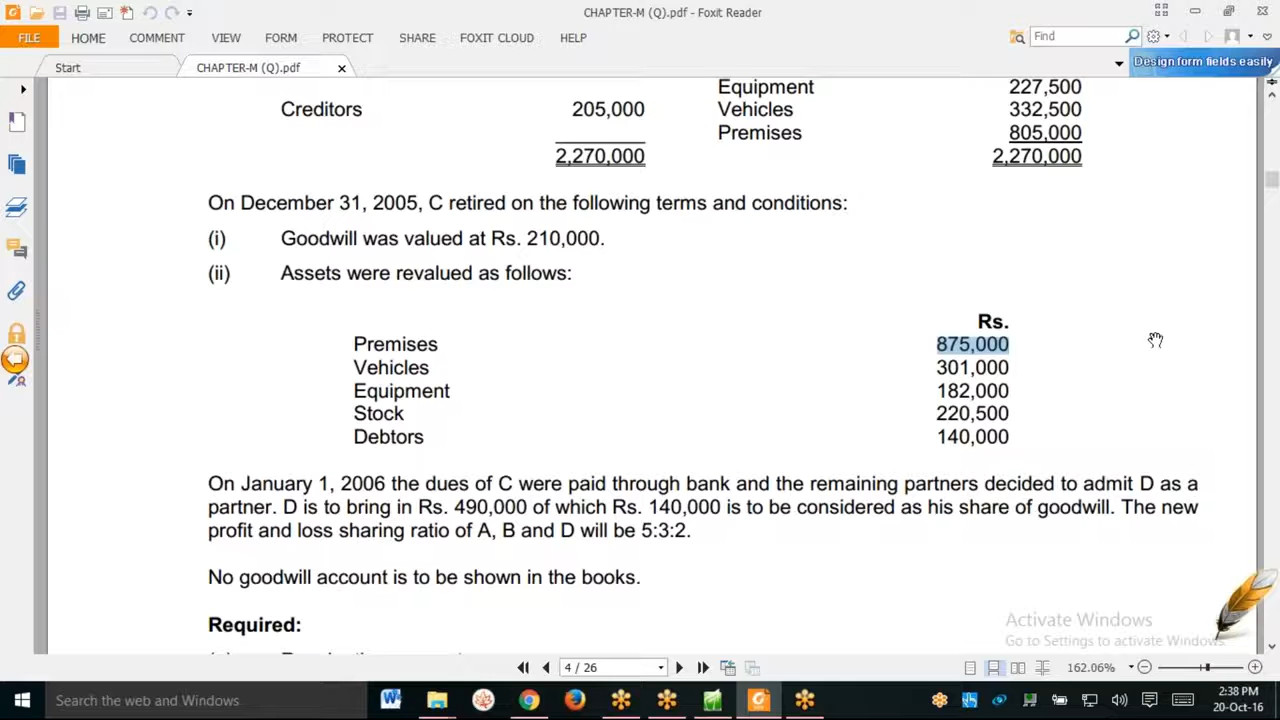 CHAPTER-M (Q).pdf - Foxit Reader
FILE HOME COMMENT VIEW FORM PROTECT SHARE FOXIT CLOUD HELP
Find
Start CHAPTER-M (Q).pdf
Design form fields easily
Equipment 227,500
Creditors 205,000 Vehicles 332,500
Premises 805,000
2,270,000 2,270,000
On December 31, 2005, C retired on the following terms and conditions:
(i) Goodwill was valued at Rs. 210,000.
(ii) Assets were revalued as follows:
Rs.
Premises 875,000
Vehicles 301,000
Equipment 182,000
Stock 220,500
Debtors 140,000
On January 1, 2006 the dues of C were paid through bank and the remaining partners decided to admit D as a
partner. D is to bring in Rs. 490,000 of which Rs. 140,000 is to be considered as his share of goodwill. The new
profit and loss sharing ratio of A, B and D will be 5:3:2.
No goodwill account is to be shown in the books.
Required:
Activate Windows
Go to Settings to activate Windows.
4 / 26 162.06%
Search the web and Windows
2:38 PM
20-Oct-16